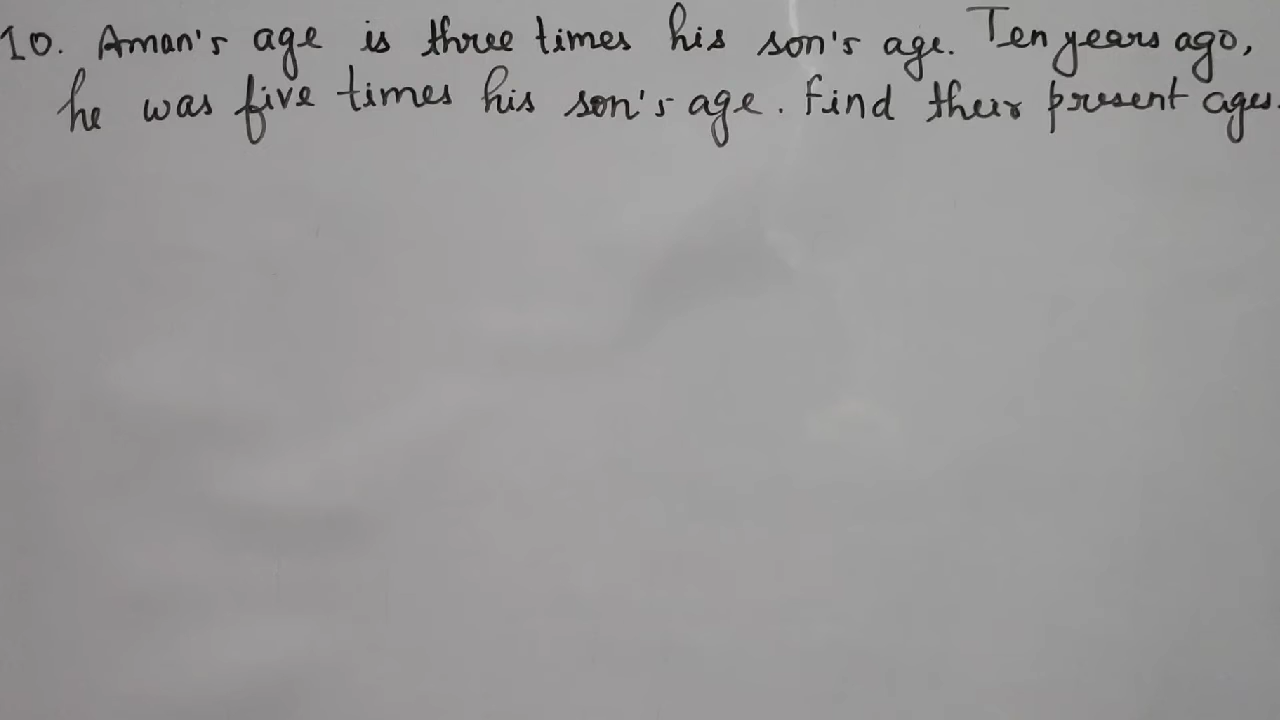 10. Aman's age is three times his son's age. Ten years ago,
he was five times his son's age. Find their present ages.